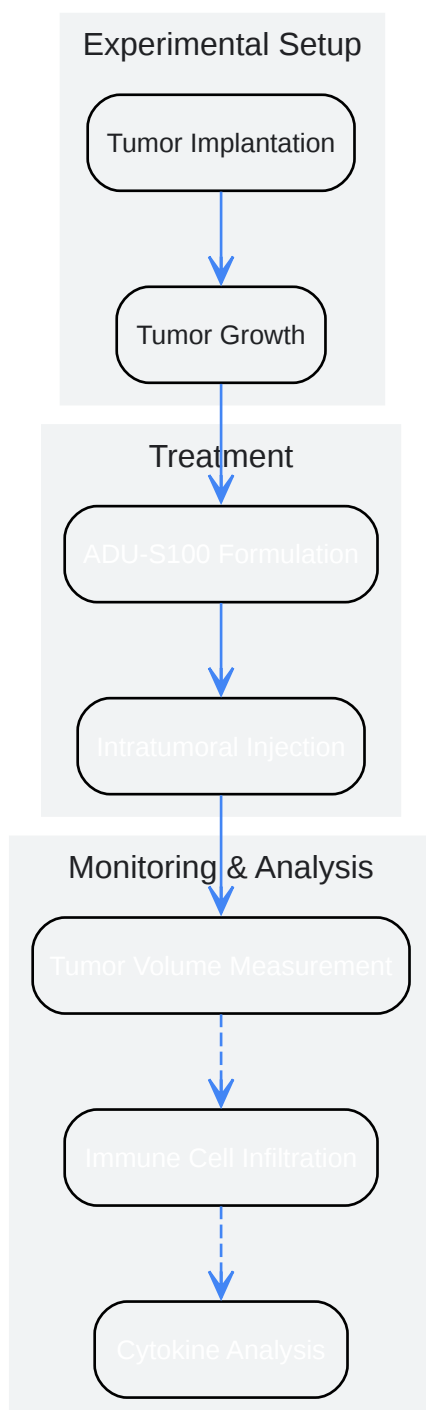 Experimental Setup
Tumor Implantation
Tumor Growth
Treatment
ADU-S100 Formulation
Intratumoral Injection
Monitoring & Analysis
Tumor Volume Measurement
Immune Cell Infiltration
Cytokine Analysis